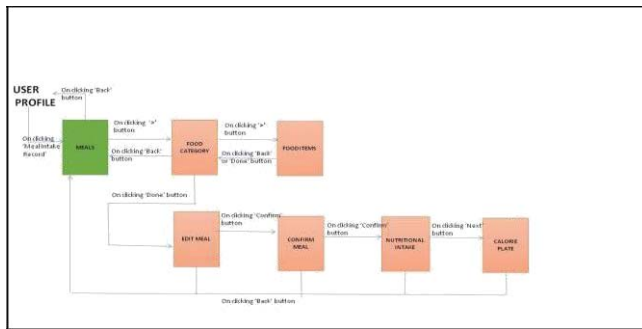 On clicking 'Back'
button
USER
PROFILE
On clicking
'Meal Intake
Record'
MEALS
On clicking '>'
button
On clicking 'Back'
button
FOOD
CATEGORY
On clicking '>'
button
On clicking 'Back'
or 'Done' button
FOOD ITEMS
On clicking 'Done' button
EDIT MEAL
On clicking 'Confirm'
button
CONFIRM
MEAL
On clicking 'Confirm'
button
NUTRITIONAL
INTAKE
On clicking 'Next'
button
CALORIE
PLATE
On clicking 'Back' button